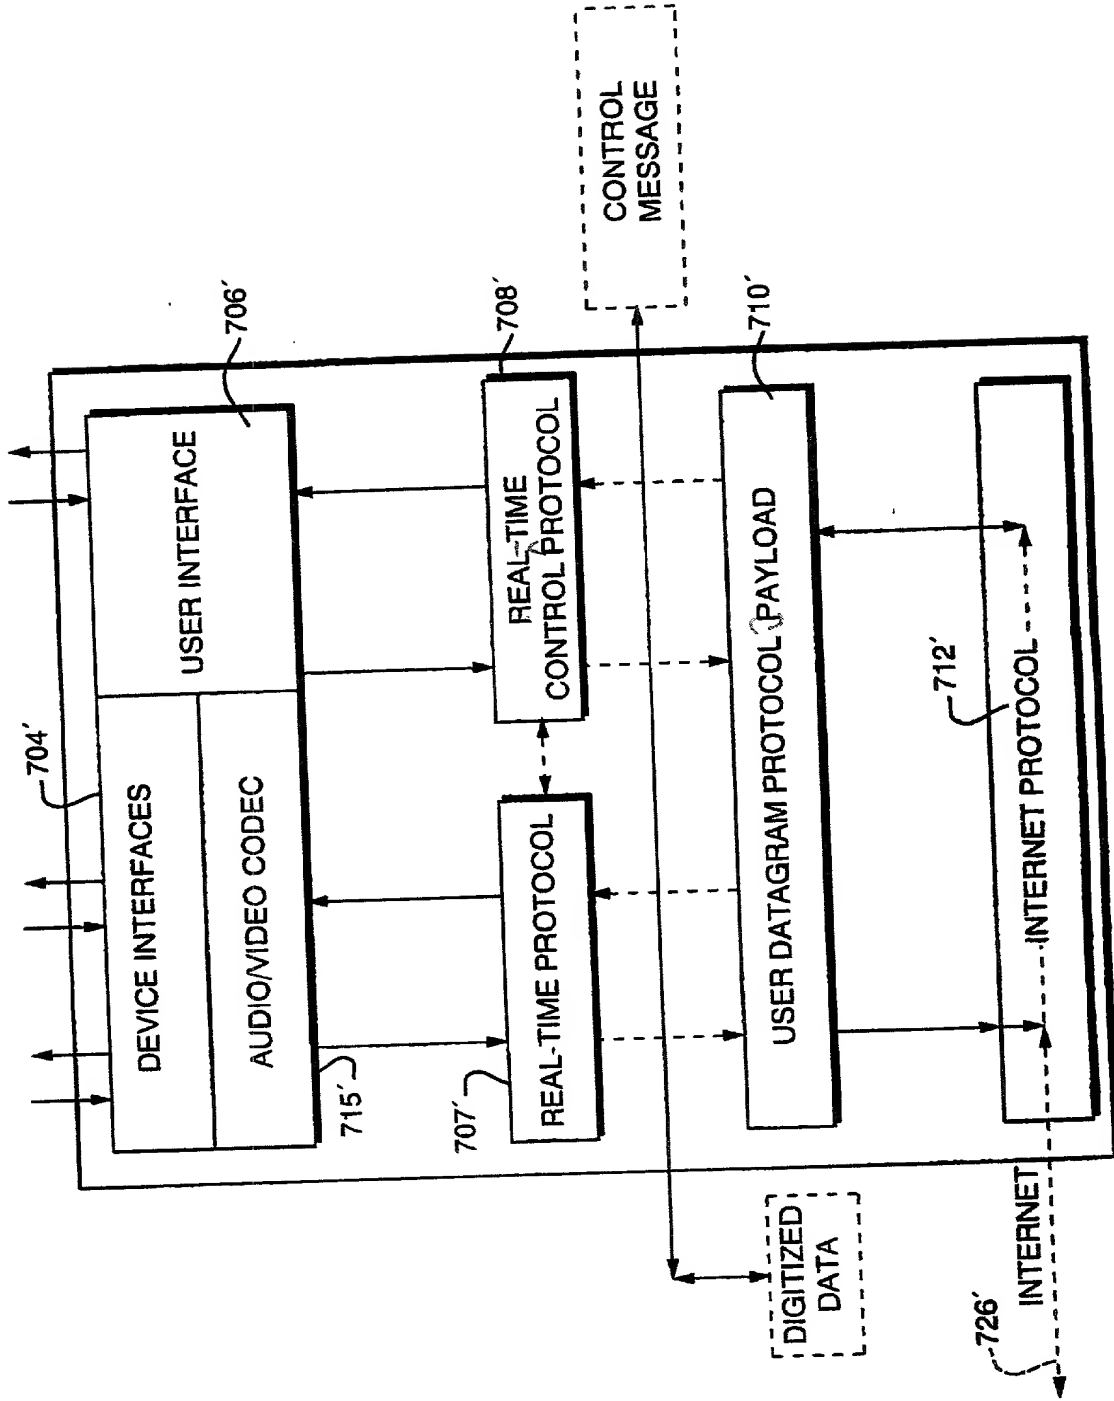 704′
DEVICE INTERFACES
AUDIO/VIDEO CODEC
USER INTERFACE
706′
715′
707′
REAL-TIME PROTOCOL
REAL-TIME
CONTROL PROTOCOL
708′
DIGITIZED
DATA
CONTROL
MESSAGE
USER DATAGRAM PROTOCOL PAYLOAD
710′
726′
INTERNET
INTERNET PROTOCOL
712′